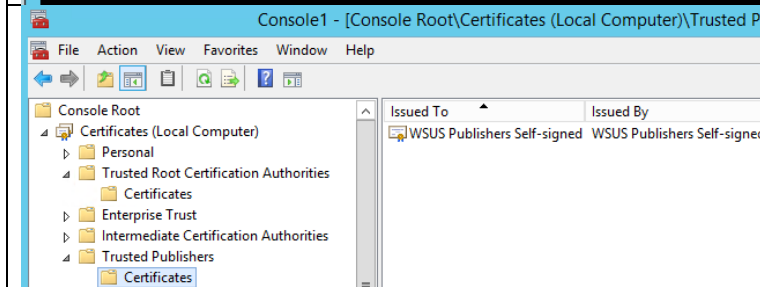 Console1 - [Console Root\Certificates (Local Computer)\Trusted P
File Action View Favorites Window Help
Console Root
Certificates (Local Computer)
Personal
Trusted Root Certification Authorities
Certificates
Enterprise Trust
Intermediate Certification Authorities
Trusted Publishers
Certificates
Issued To Issued By
WSUS Publishers Self-signed WSUS Publishers Self-signed